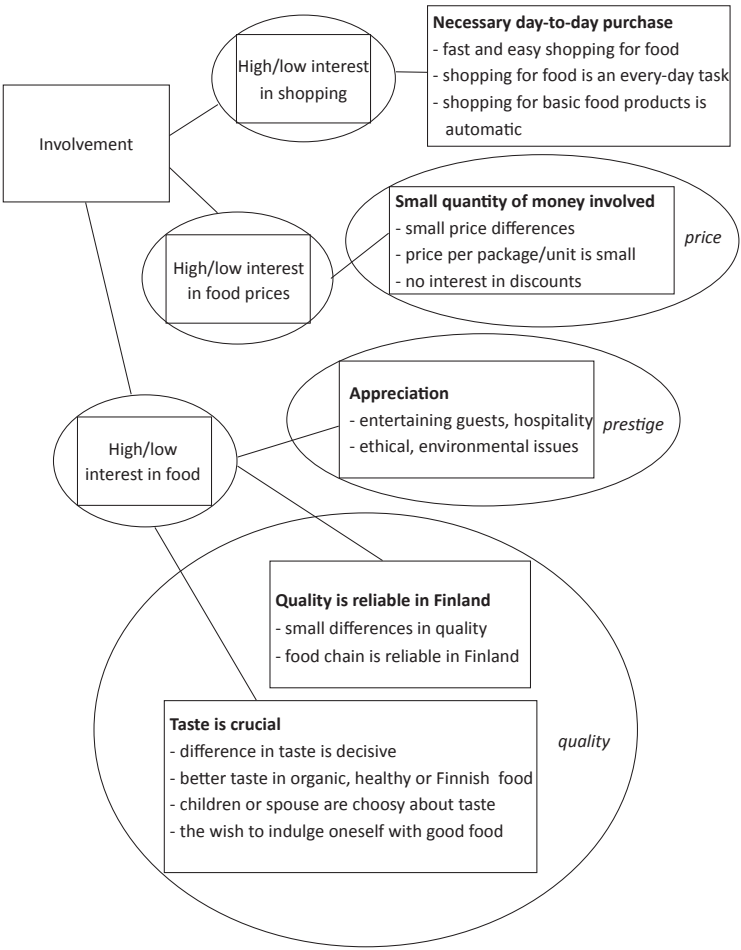 Involvement
High/low interest
in shopping
Necessary day-to-day purchase
- fast and easy shopping for food
- shopping for food is an every-day task
- shopping for basic food products is
automatic
High/low interest
in food prices
Small quantity of money involved
- small price differences
- price per package/unit is small
- no interest in discounts
price
High/low
interest in food
Appreciation
- entertaining guests, hospitality
- ethical, environmental issues
prestige
Quality is reliable in Finland
- small differences in quality
- food chain is reliable in Finland
Taste is crucial
- difference in taste is decisive
- better taste in organic, healthy or Finnish food
- children or spouse are choosy about taste
- the wish to indulge oneself with good food
quality